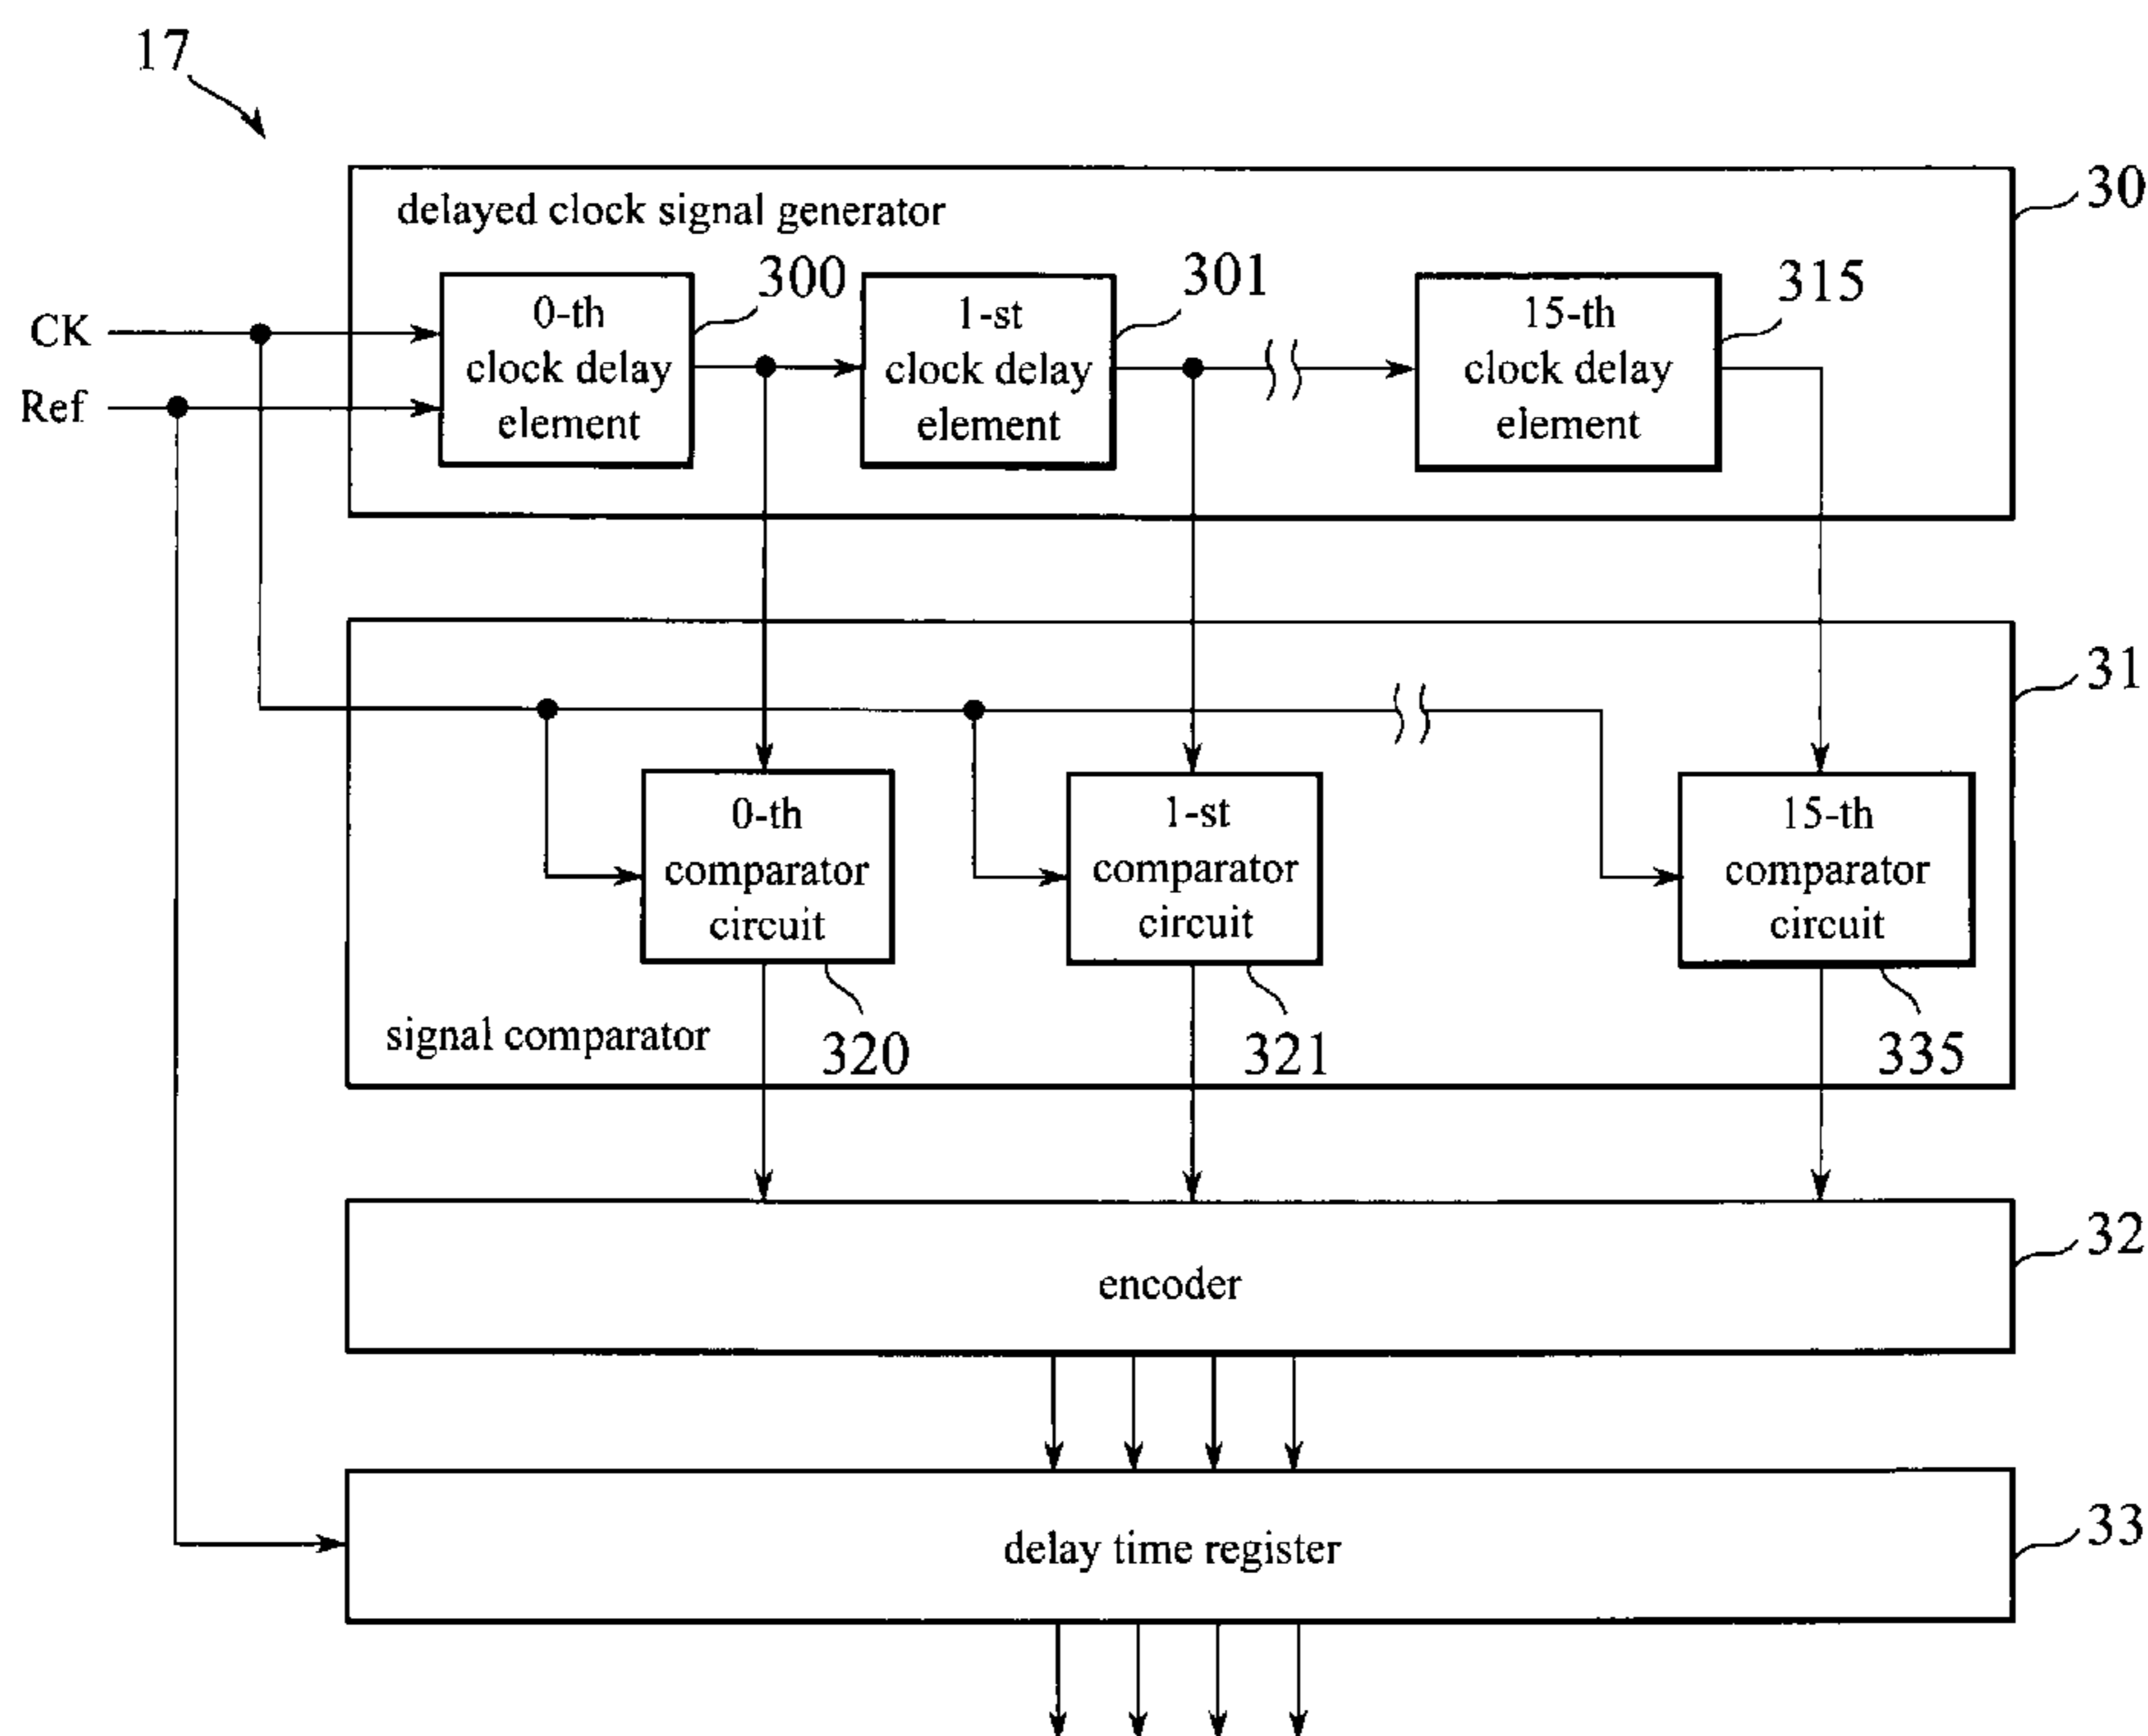 17
30
delayed clock signal generator
300
301
315
0-th
clock delay
element
1-st
clock delay
element
15-th
clock delay
element
CK
Ref
31
0-th
comparator
circuit
1-st
comparator
circuit
15-th
comparator
circuit
signal comparator
320
321
335
32
encoder
33
delay time register